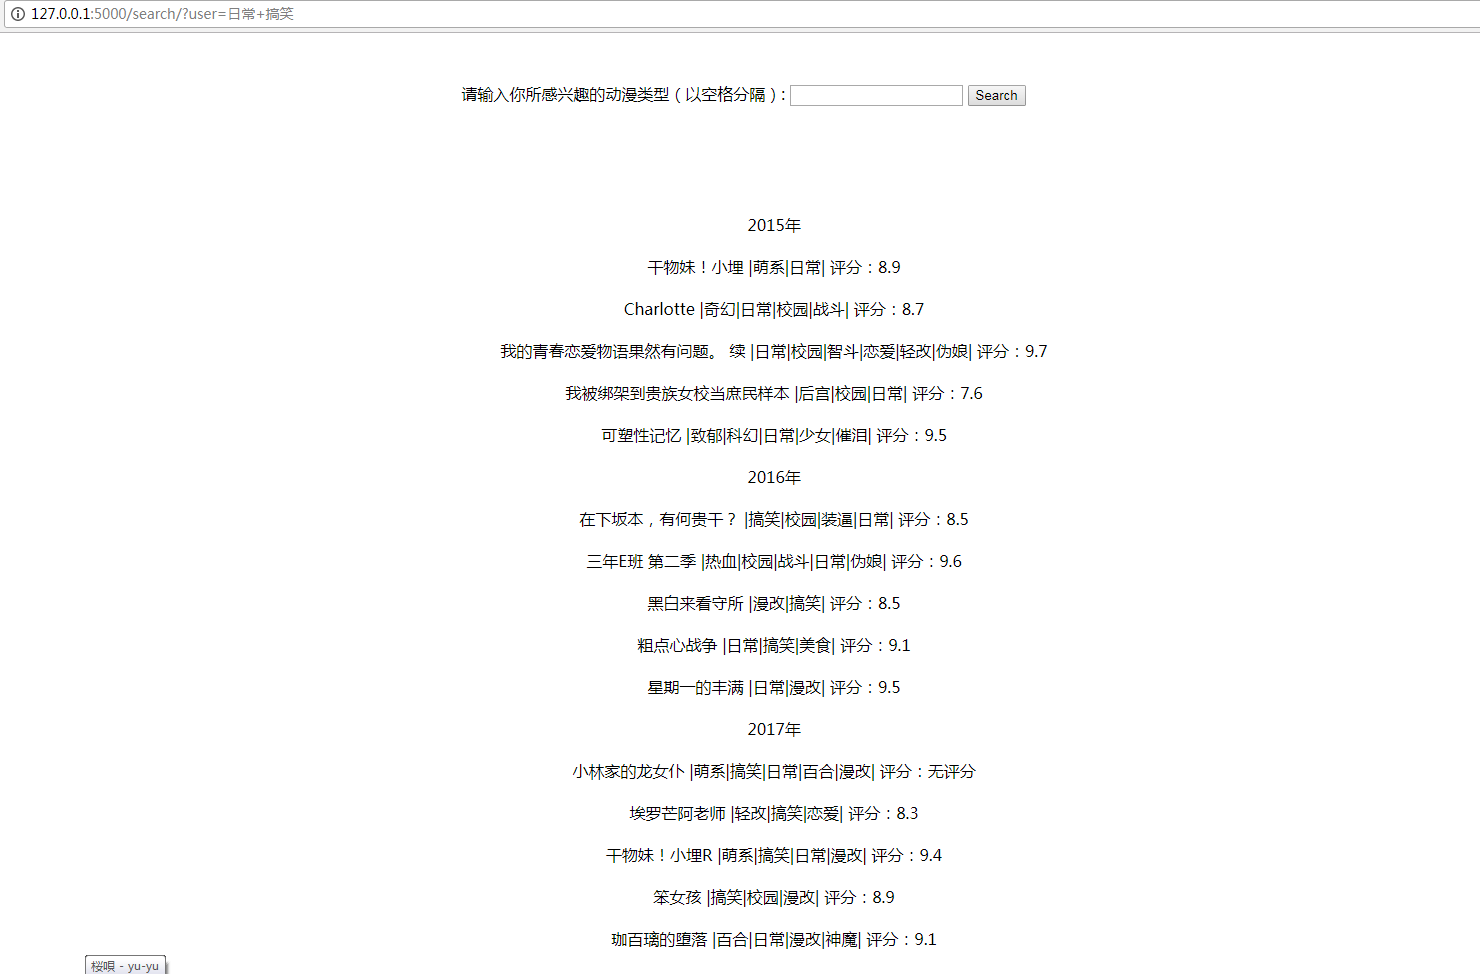 127.0.0.1:5000/search/?user=日常+搞笑
请输入你所感兴趣的动漫类型（以空格分隔）: Search
2015年
干物妹！小埋 |萌系|日常| 评分：8.9
Charlotte |奇幻|日常|校园|战斗| 评分：8.7
我的青春恋爱物语果然有问题。 续 |日常|校园|智斗|恋爱|轻改|伪娘| 评分：9.7
我被绑架到贵族女校当庶民样本 |后宫|校园|日常| 评分：7.6
可塑性记忆 |致郁|科幻|日常|少女|催泪| 评分：9.5
2016年
在下坂本，有何贵干？ |搞笑|校园|装逼|日常| 评分：8.5
三年E班 第二季 |热血|校园|战斗|日常|伪娘| 评分：9.6
黑白来看守所 |漫改|搞笑| 评分：8.5
粗点心战争 |日常|搞笑|美食| 评分：9.1
星期一的丰满 |日常|漫改| 评分：9.5
2017年
小林家的龙女仆 |萌系|搞笑|日常|百合|漫改| 评分：无评分
埃罗芒阿老师 |轻改|搞笑|恋爱| 评分：8.3
干物妹！小埋R |萌系|搞笑|日常|漫改| 评分：9.4
笨女孩 |搞笑|校园|漫改| 评分：8.9
珈百璃的堕落 |百合|日常|漫改|神魔| 评分：9.1
桜唄 - yu-yu